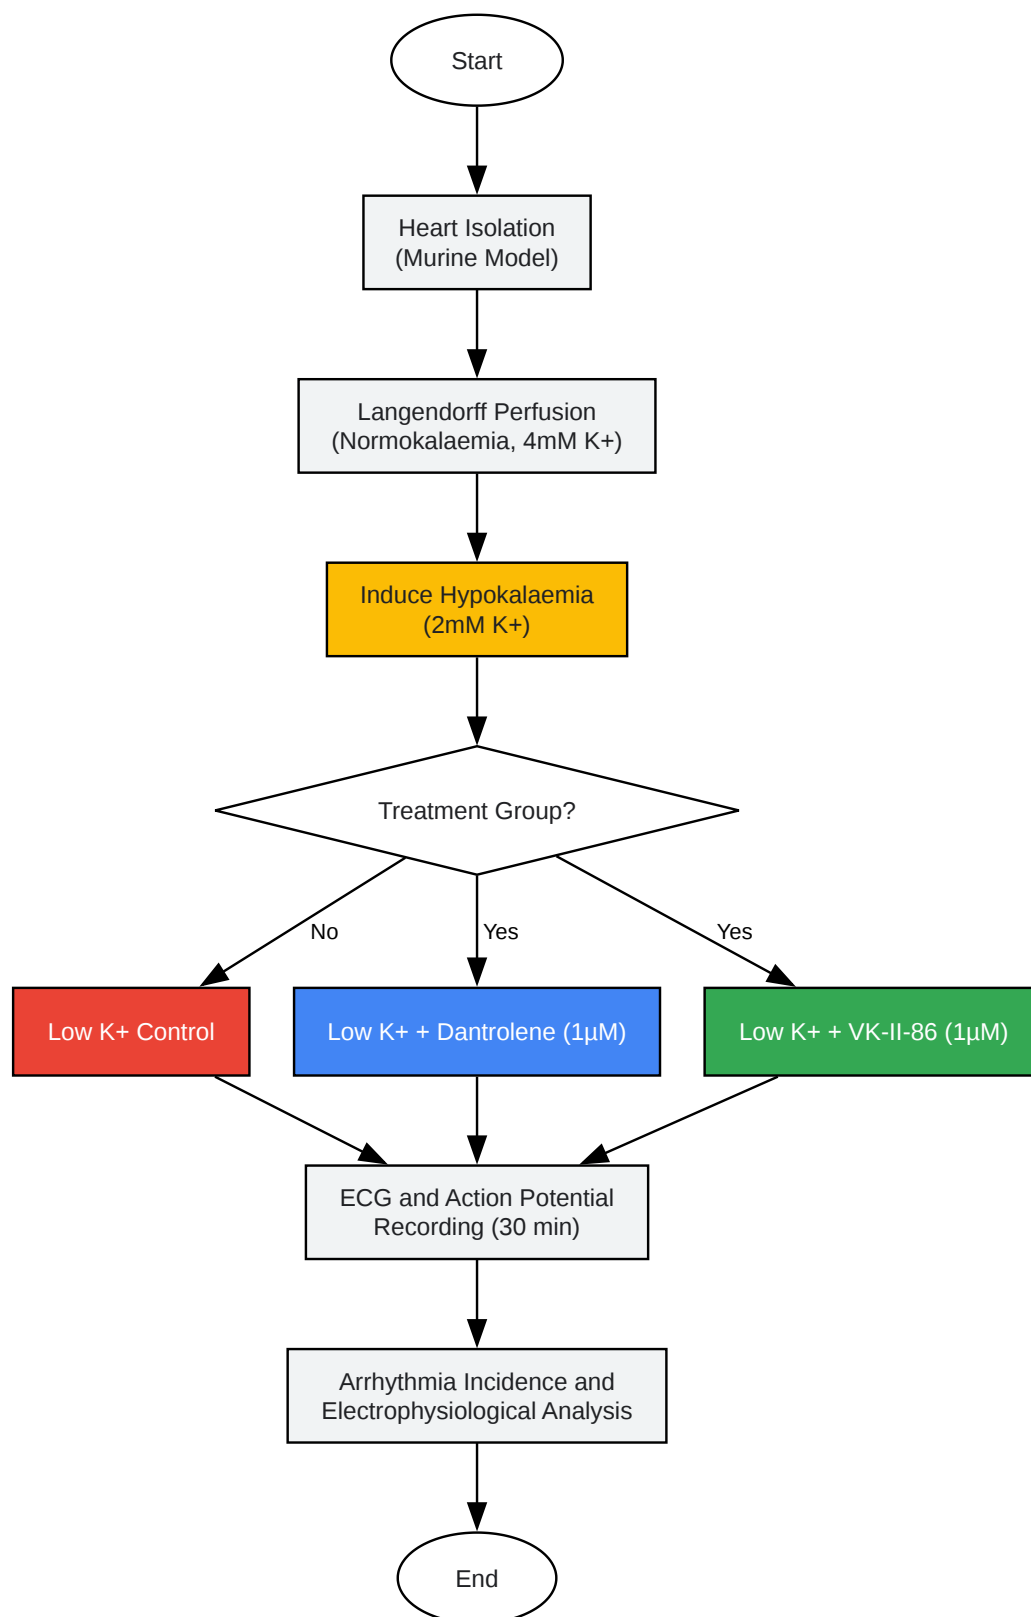 Start
Heart Isolation
(Murine Model)
Langendorff Perfusion
(Normokalaemia, 4mM K+)
Induce Hypokalaemia
(2mM K+)
Treatment Group?
No
Yes
Yes
Low K+ Control
Low K+ + Dantrolene (1µM)
Low K+ + VK-II-86 (1µM)
ECG and Action Potential
Recording (30 min)
Arrhythmia Incidence and
Electrophysiological Analysis
End